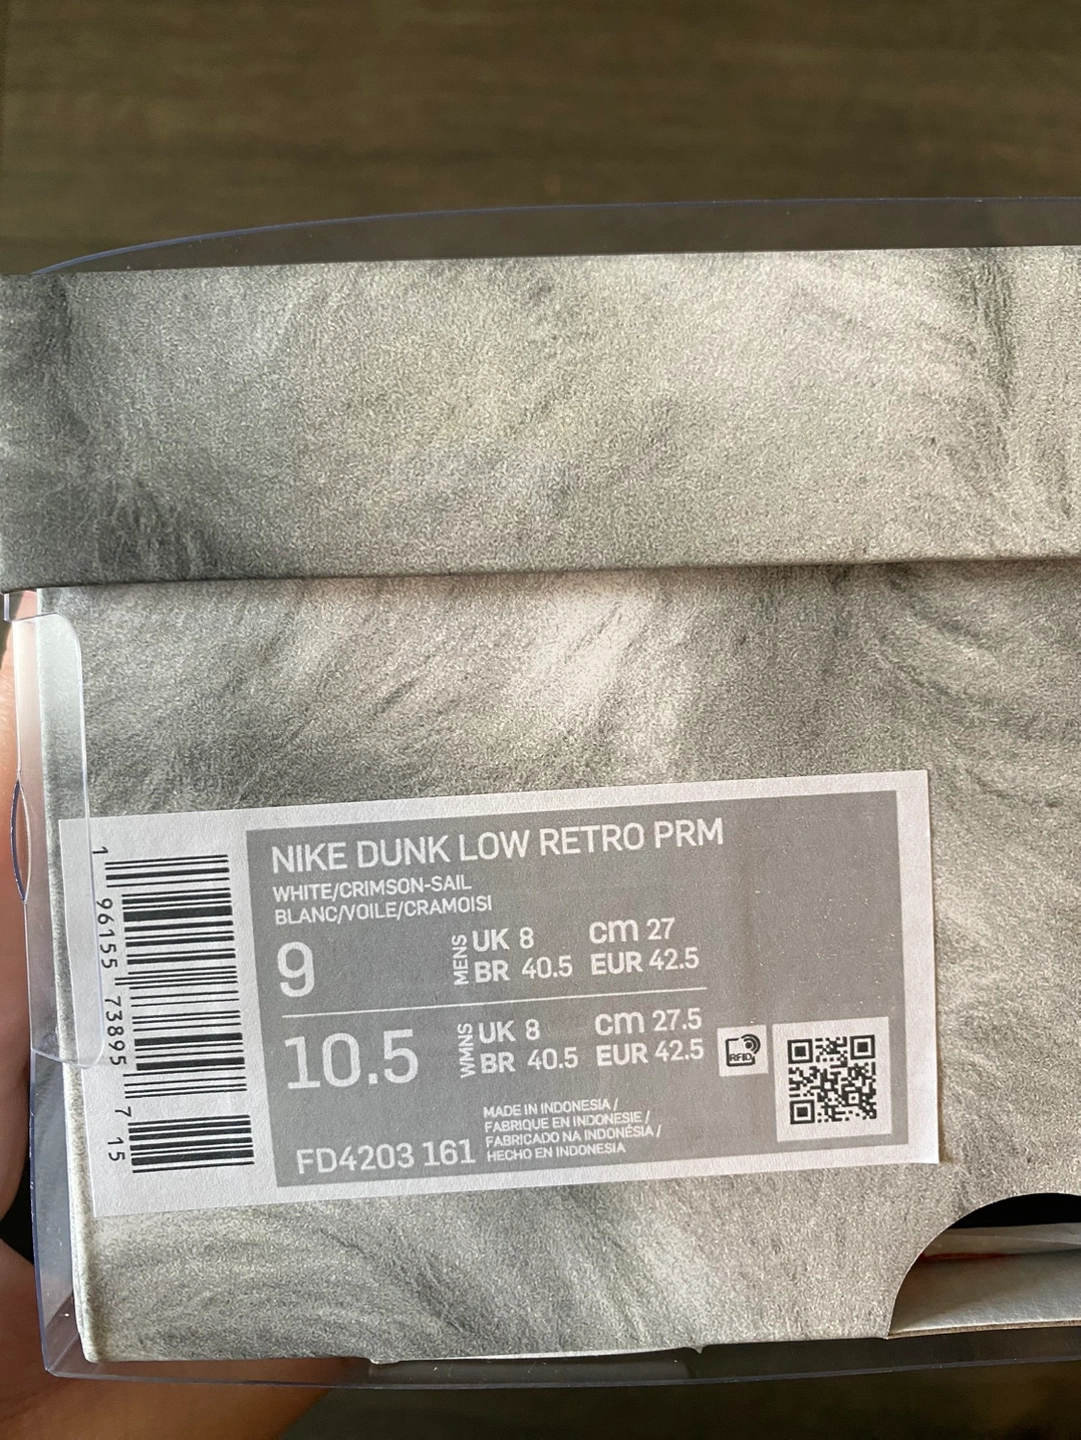 NIKE DUNK LOW RETRO PRM
WHITE/CRIMSON-SAIL
BLANC/VOILE/CRAMOISI
9 MENS UK 8 cm 27
BR 40.5 EUR 42.5
10.5 WMNS UK 8 cm 27.5
BR 40.5 EUR 42.5
RFID
MADE IN INDONESIA /
FABRIQUE EN INDONESIE /
FABRICADO NA INDONÉSIA /
HECHO EN INDONESIA
FD4203 161
1 96155 73895 7 15